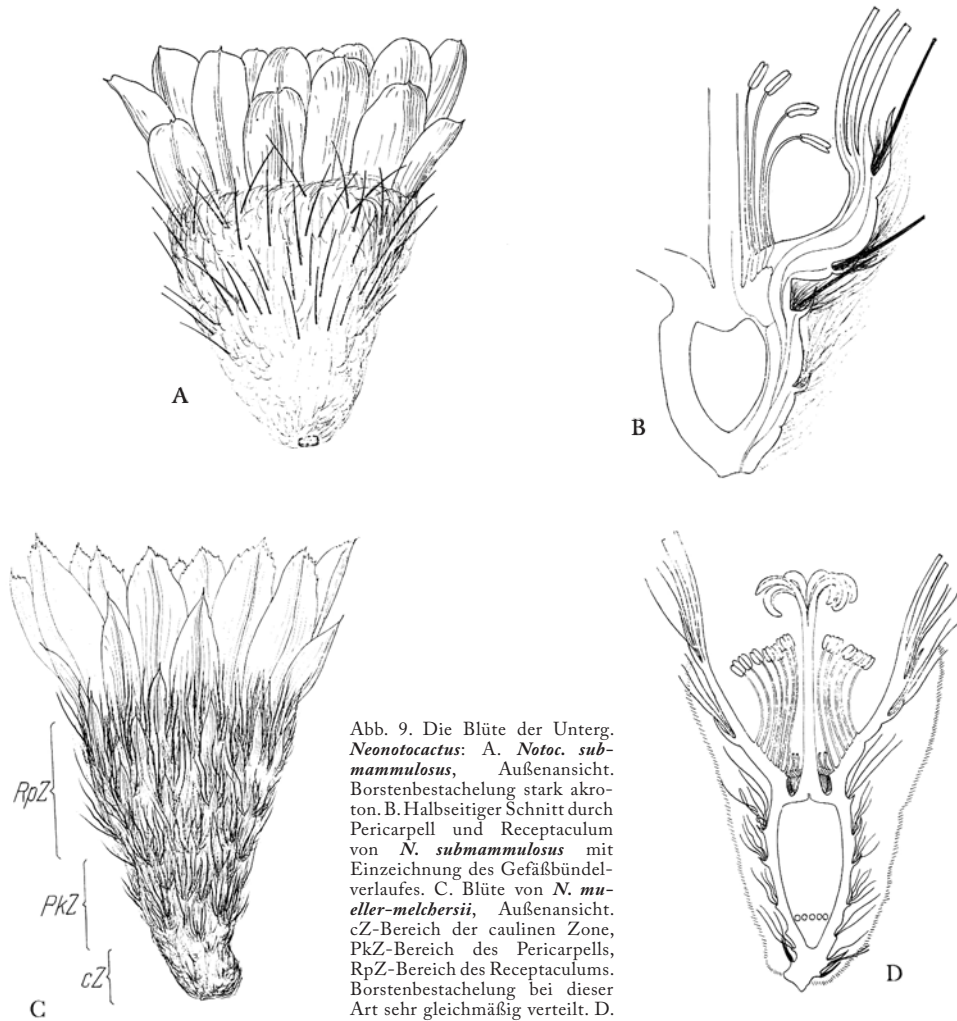 A
B
RpZ
PkZ
cZ
C
Abb. 9. Die Blüte der Unterg.
Neonotocactus: A. Notoc. sub-
mammulosus, Außenansicht.
Borstenbestachelung stark akro-
ton. B. Halbseitiger Schnitt durch
Pericarpell und Receptaculum
von N. submammulosus mit
Einzeichnung des Gefäßbündel-
verlaufes. C. Blüte von N. mu-
eller-melchersii, Außenansicht.
cZ-Bereich der caulinen Zone,
PkZ-Bereich des Pericarpells,
RpZ-Bereich des Receptaculums.
Borstenbestachelung bei dieser
Art sehr gleichmäßig verteilt. D.
D